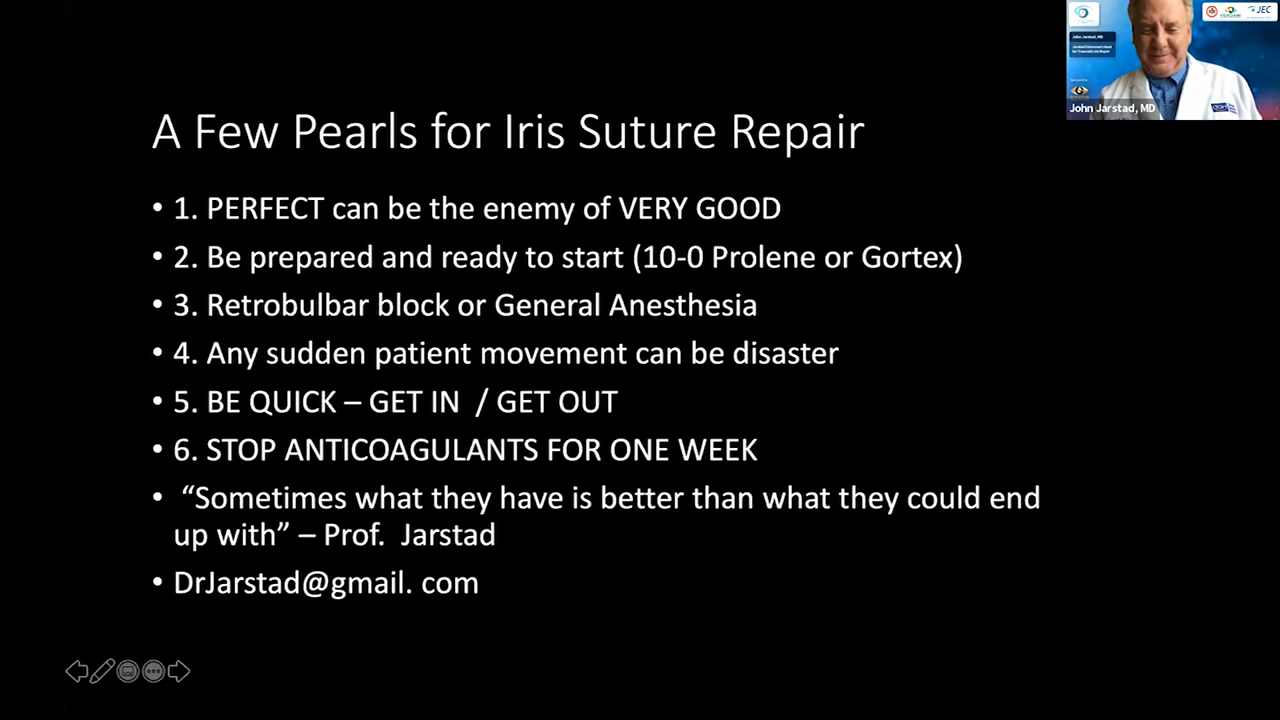 A Few Pearls for Iris Suture Repair
• 1. PERFECT can be the enemy of VERY GOOD
• 2. Be prepared and ready to start (10-0 Prolene or Gortex)
• 3. Retrobulbar block or General Anesthesia
• 4. Any sudden patient movement can be disaster
• 5. BE QUICK – GET IN / GET OUT
• 6. STOP ANTICOAGULANTS FOR ONE WEEK
• “Sometimes what they have is better than what they could end
up with” – Prof. Jarstad
• DrJarstad@gmail. com
JEC
John Jarstad, MD
John Jarstad, MD